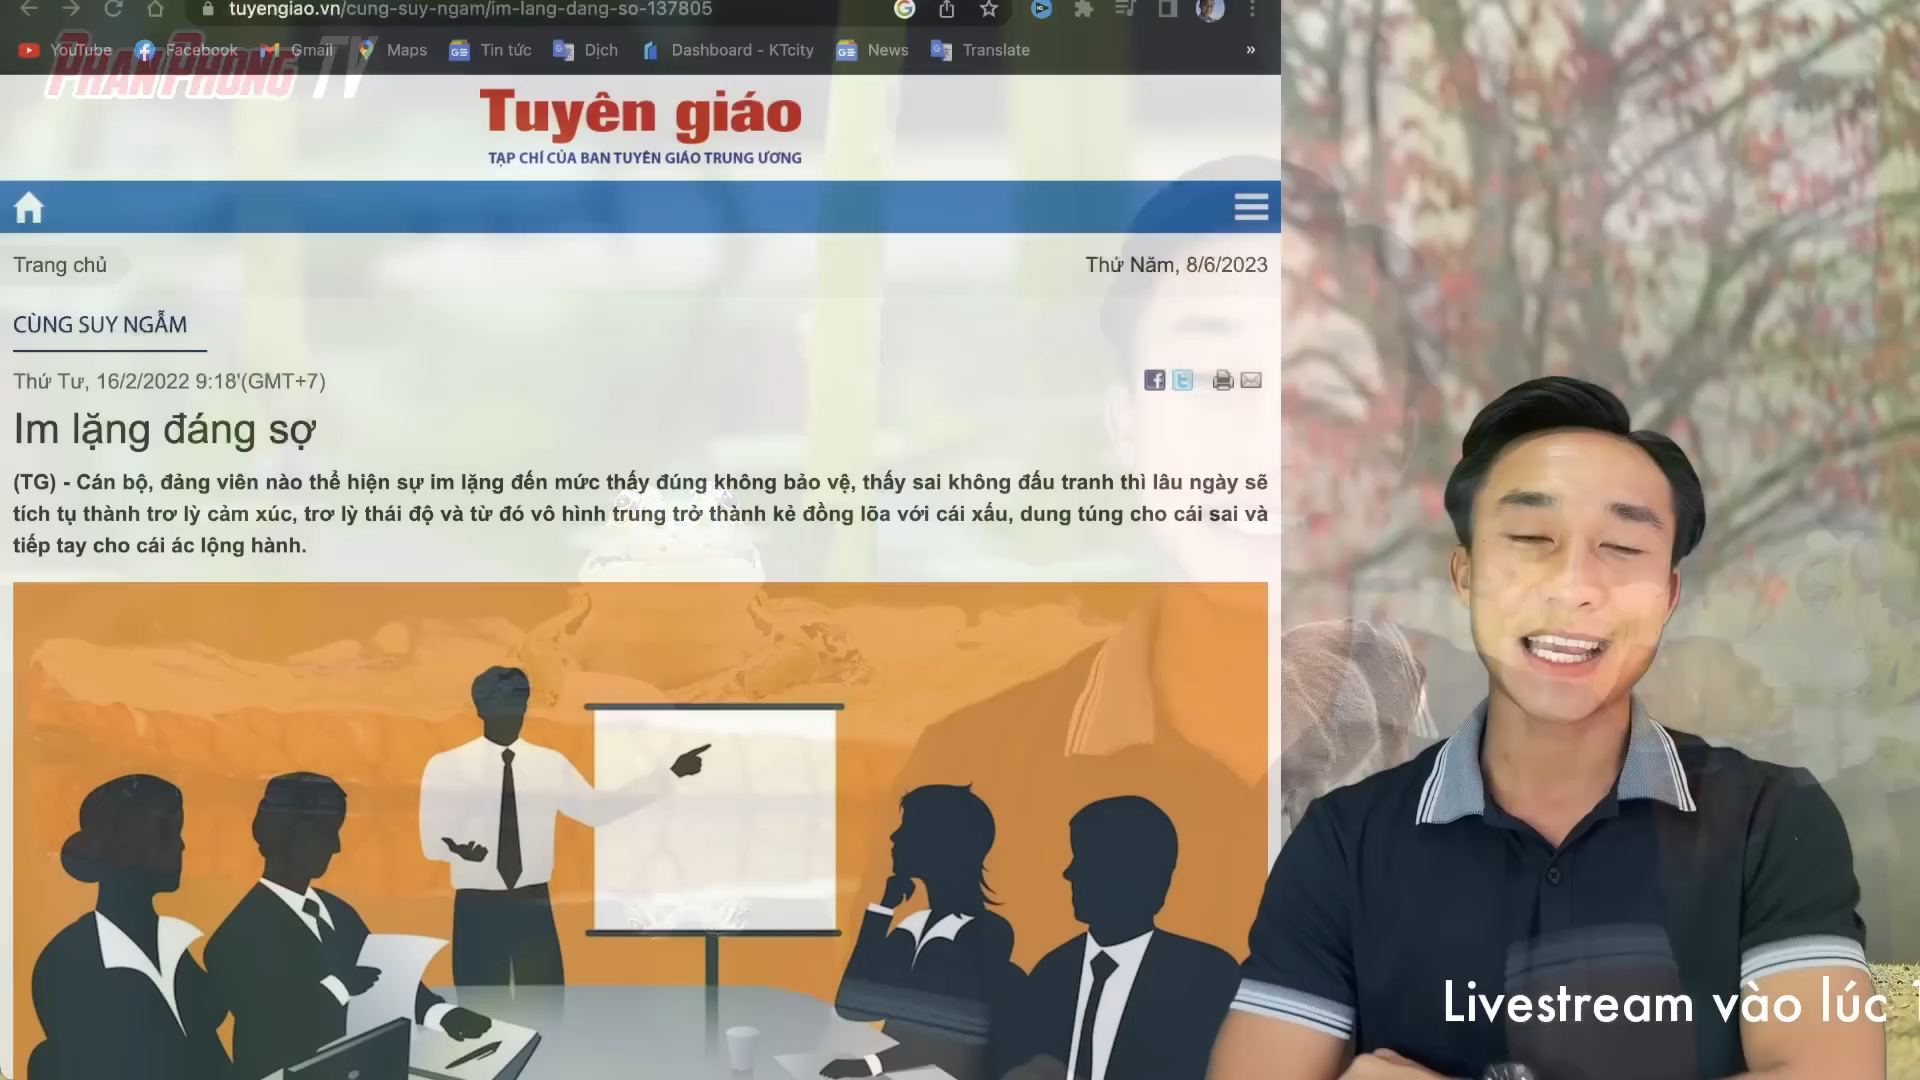 tuyengiao.vn/cung-suy-ngam/im-lang-dang-so-137805
YouTube Facebook Gmail Maps Tin tức Dịch Dashboard - KTcity News Translate »
PHAN PHONG TV
Tuyên giáo
TẠP CHÍ CỦA BAN TUYÊN GIÁO TRUNG ƯƠNG
Trang chủ
Thứ Năm, 8/6/2023
CÙNG SUY NGẪM
Thứ Tư, 16/2/2022 9:18'(GMT+7)
Im lặng đáng sợ
(TG) - Cán bộ, đảng viên nào thể hiện sự im lặng đến mức thấy đúng không bảo vệ, thấy sai không đấu tranh thì lâu ngày sẽ
tích tụ thành trơ lỳ cảm xúc, trơ lỳ thái độ và từ đó vô hình trung trở thành kẻ đồng lõa với cái xấu, dung túng cho cái sai và
tiếp tay cho cái ác lộng hành.
Livestream vào lúc